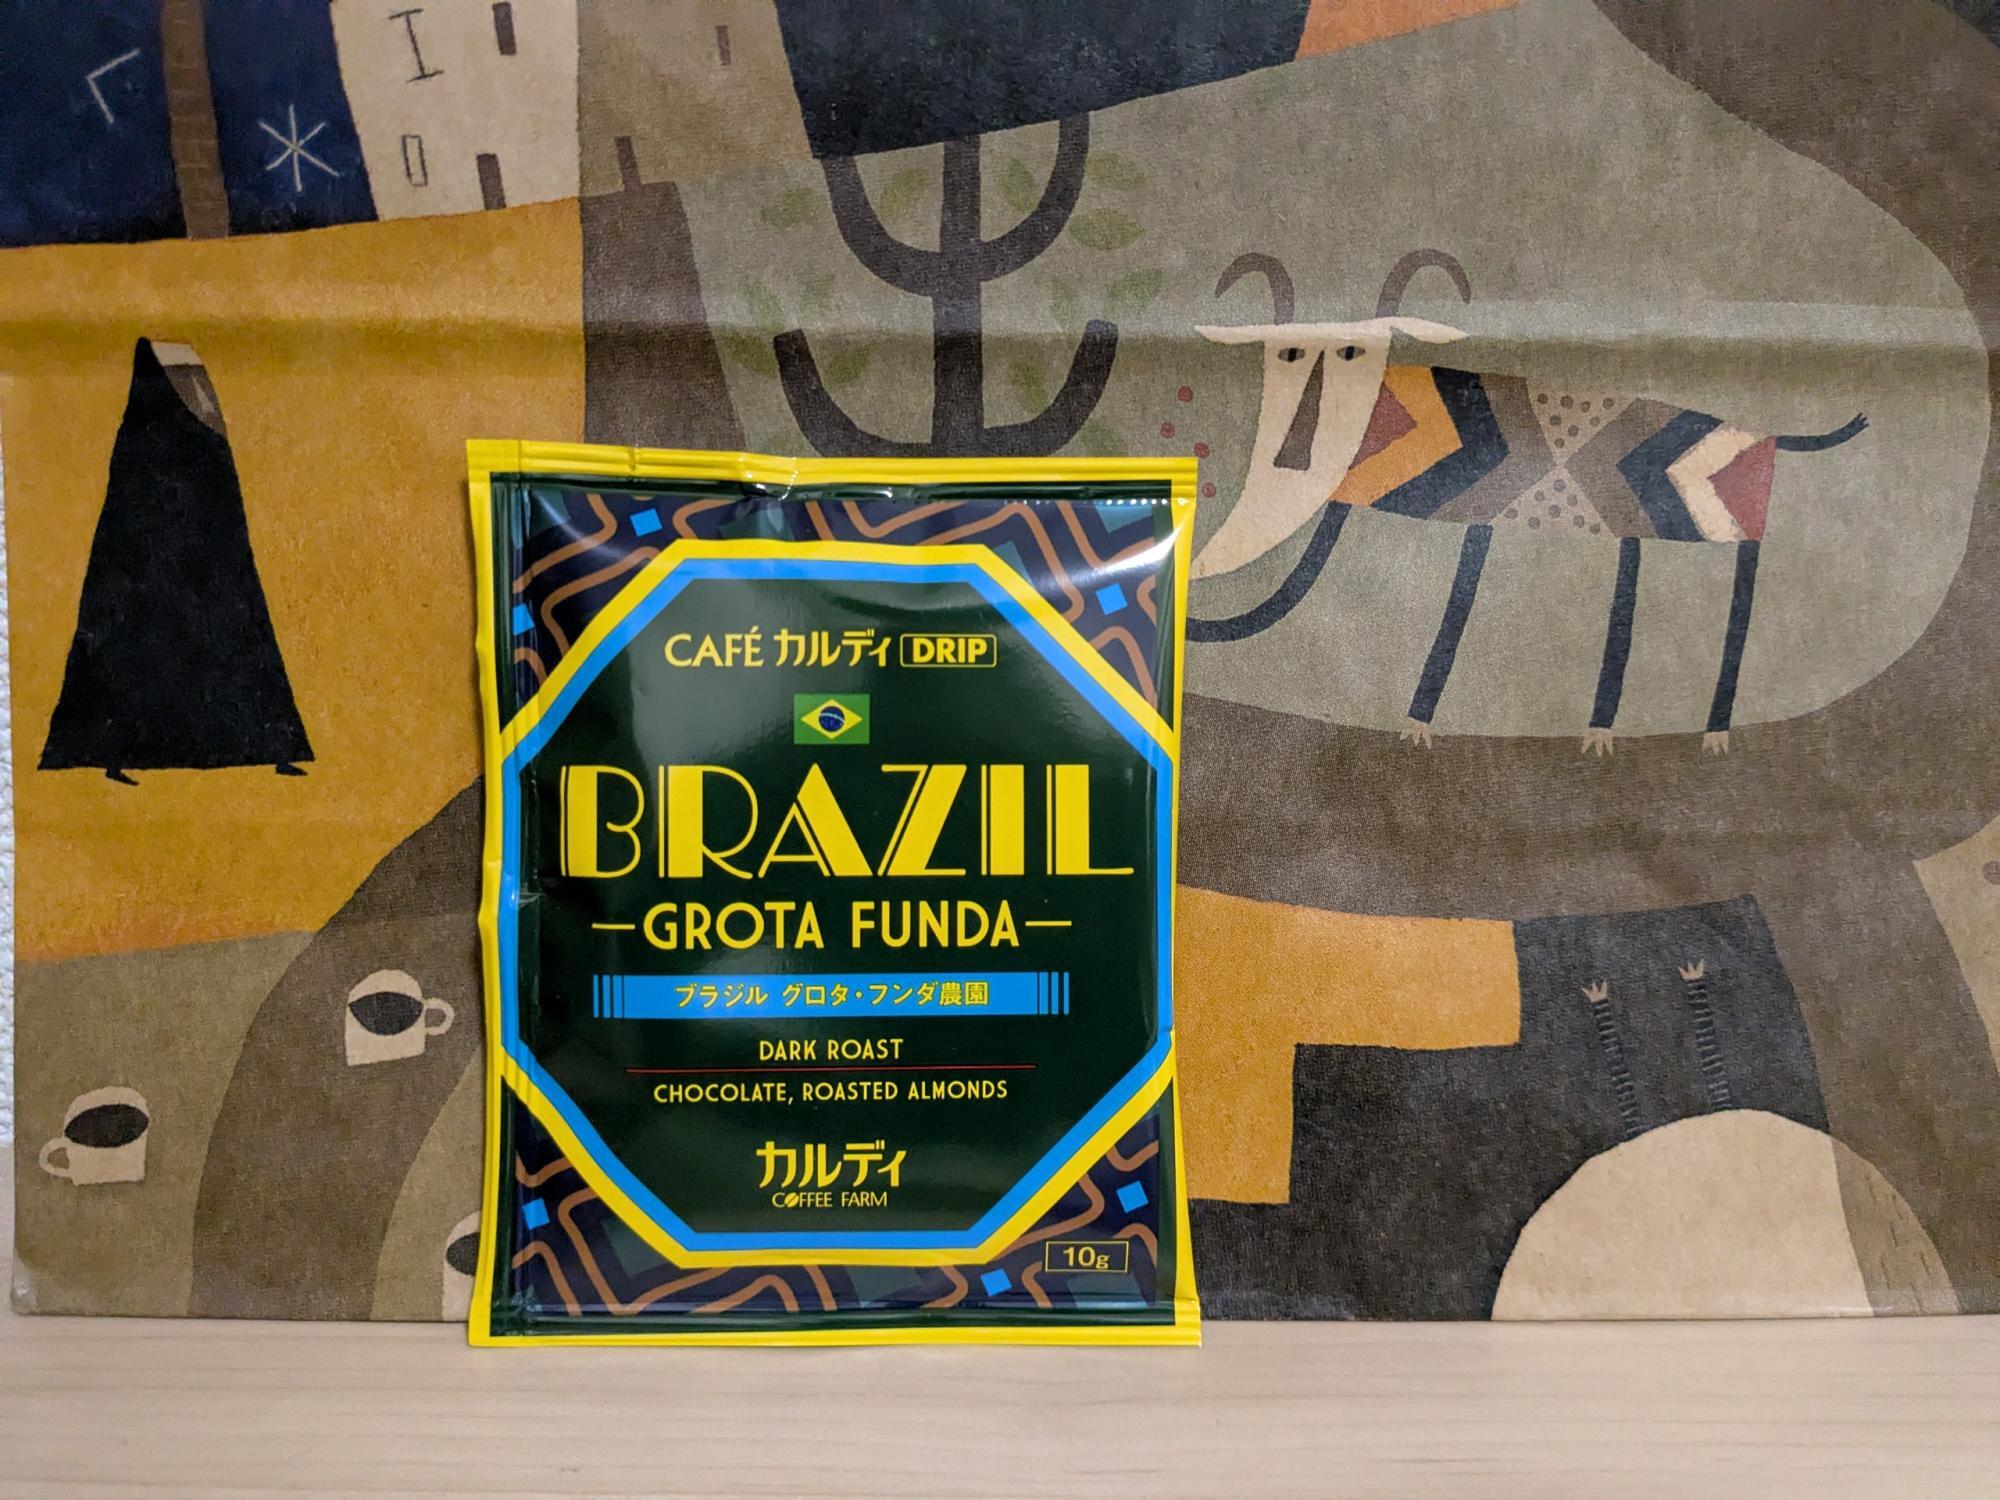 CAFÉ カルディ DRIP
BRAZIL
GROTA FUNDA
ブラジル グロタ・フンダ農園
DARK ROAST
CHOCOLATE, ROASTED ALMONDS
カルディ
COFFEE FARM
10g